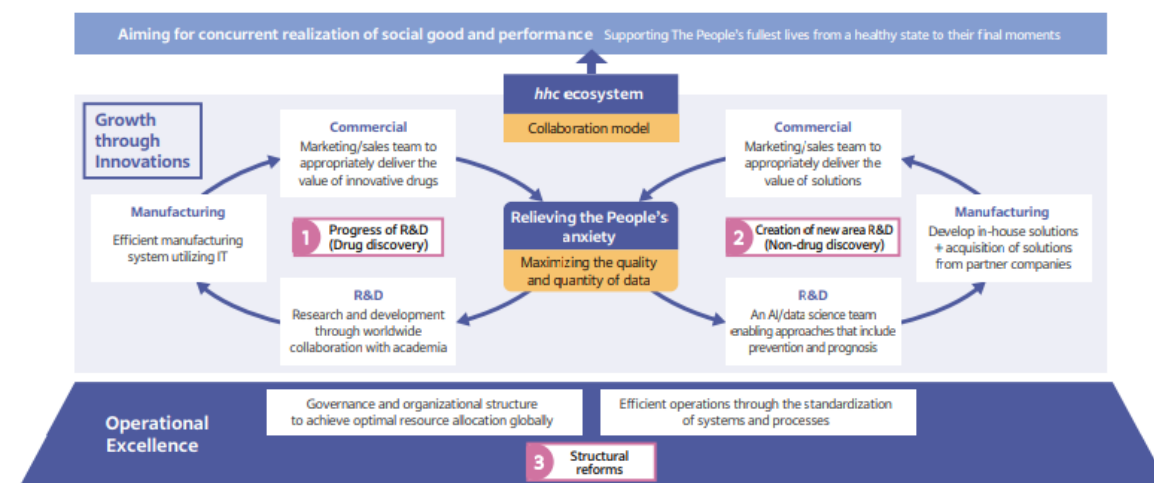 Aiming for concurrent realization of social good and performance Supporting The People's fullest lives from a healthy state to their final moments
hhc ecosystem
Collaboration model
Growth
through
Innovations
Commercial
Marketing/sales team to
appropriately deliver the
value of innovative drugs
Manufacturing
Efficient manufacturing
system utilizing IT
1 Progress of R&D
(Drug discovery)
R&D
Research and development
through worldwide
collaboration with academia
Relieving the People's
anxiety
Maximizing the quality
and quantity of data
Commercial
Marketing/sales team to
appropriately deliver the
value of solutions
2 Creation of new area R&D
(Non-drug discovery)
Manufacturing
Develop in-house solutions
+ acquisition of solutions
from partner companies
R&D
An AI/data science team
enabling approaches that include
prevention and prognosis
Operational
Excellence
Governance and organizational structure
to achieve optimal resource allocation globally
Efficient operations through the standardization
of systems and processes
3 Structural
reforms